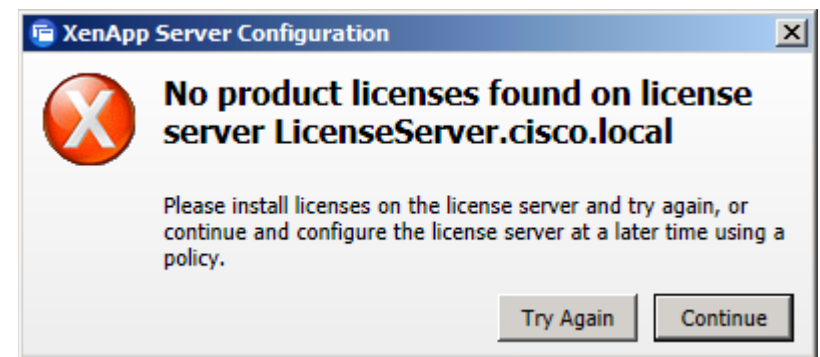 XenApp Server Configuration
No product licenses found on license
server LicenseServer.cisco.local
Please install licenses on the license server and try again, or
continue and configure the license server at a later time using a
policy.
Try Again Continue